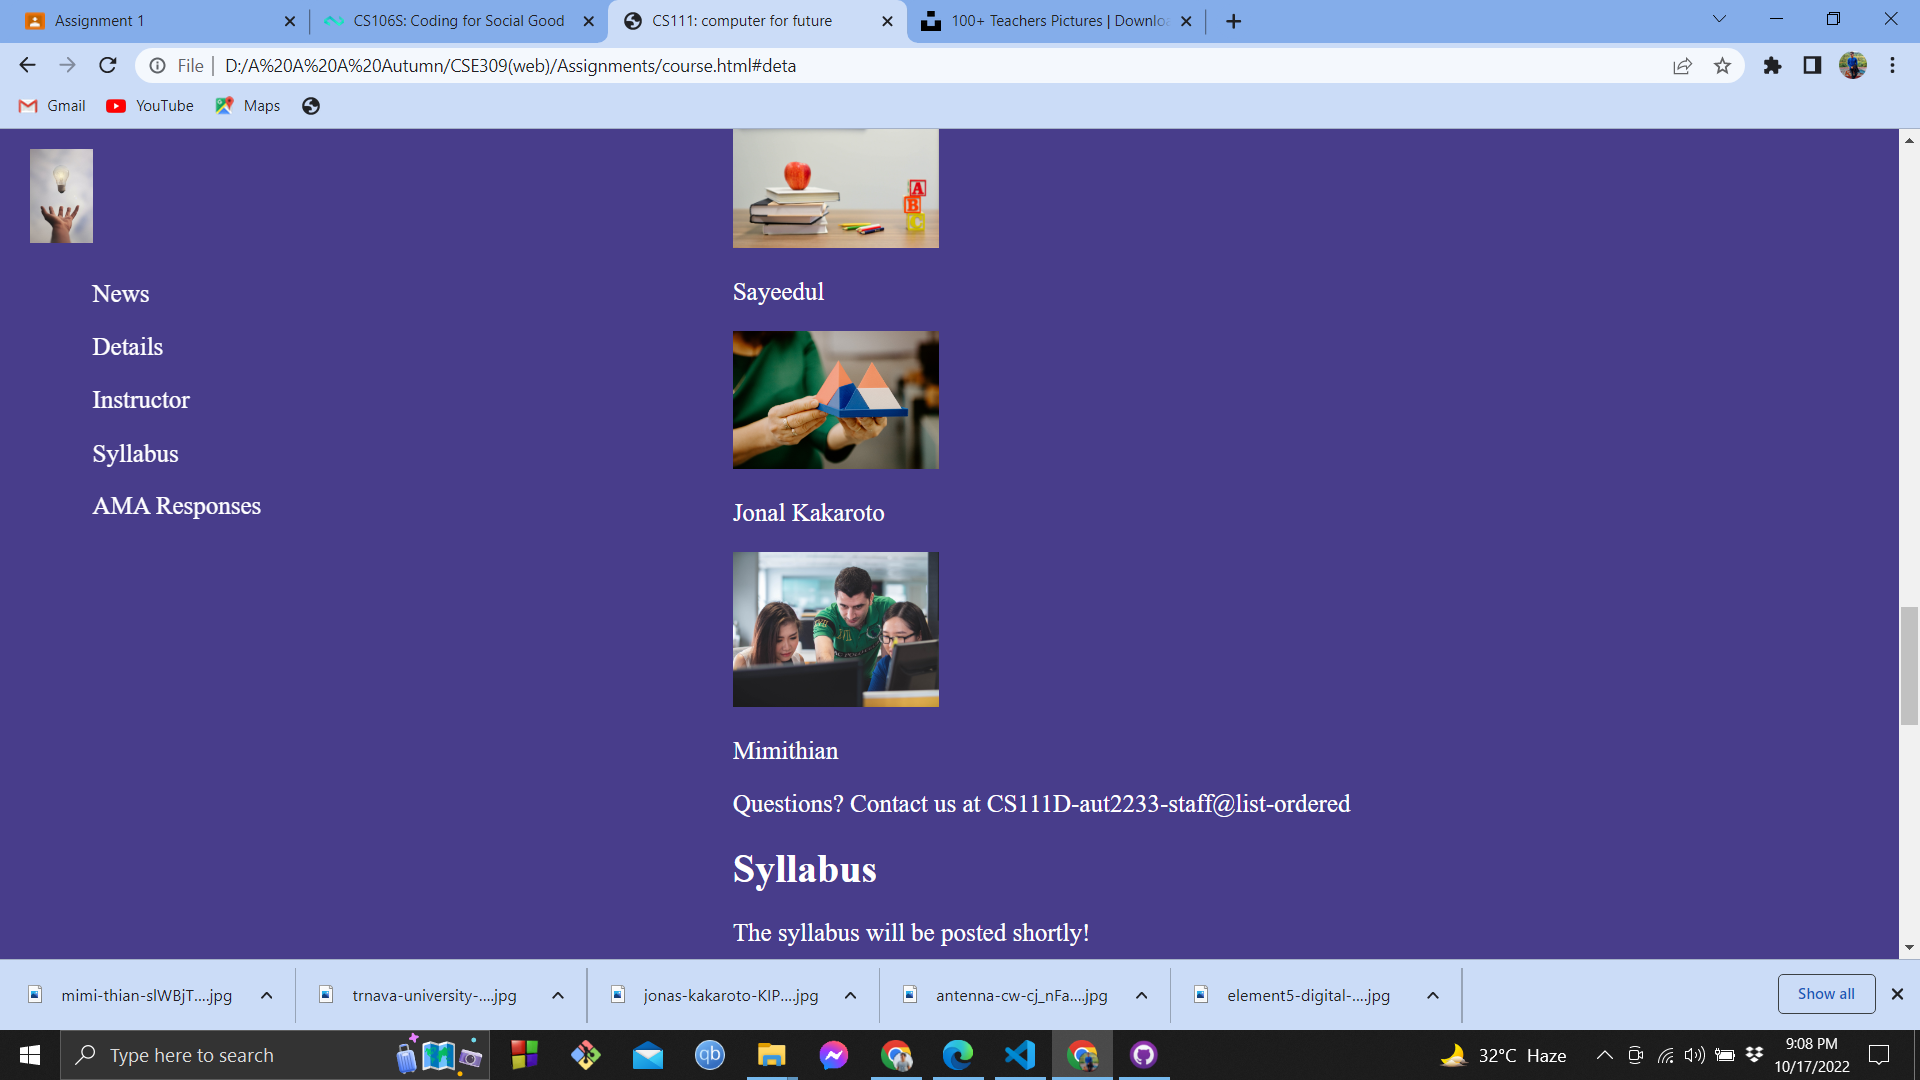 Assignment 1
CS106S: Coding for Social Good
CS111: computer for future
100+ Teachers Pictures | Downlo
File | D:/A%20A%20A%20Autumn/CSE309(web)/Assignments/course.html#deta
Gmail
YouTube
Maps
News
Details
Instructor
Syllabus
AMA Responses
A
B
Sayeedul
Jonal Kakaroto
Mimithian
Questions? Contact us at CS111D-aut2233-staff@list-ordered
Syllabus
The syllabus will be posted shortly!
mimi-thian-slWBjT....jpg
trnava-university-....jpg
jonas-kakaroto-KIP....jpg
antenna-cw-cj_nFa....jpg
element5-digital-....jpg
Show all
Type here to search
qb
32°C Haze
9:08 PM
10/17/2022